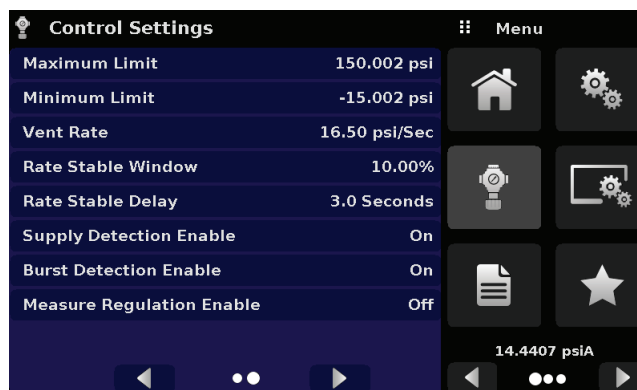 Control Settings
Maximum Limit 150.002 psi
Minimum Limit -15.002 psi
Vent Rate 16.50 psi/Sec
Rate Stable Window 10.00%
Rate Stable Delay 3.0 Seconds
Supply Detection Enable On
Burst Detection Enable On
Measure Regulation Enable Off
Menu
14.4407 psiA